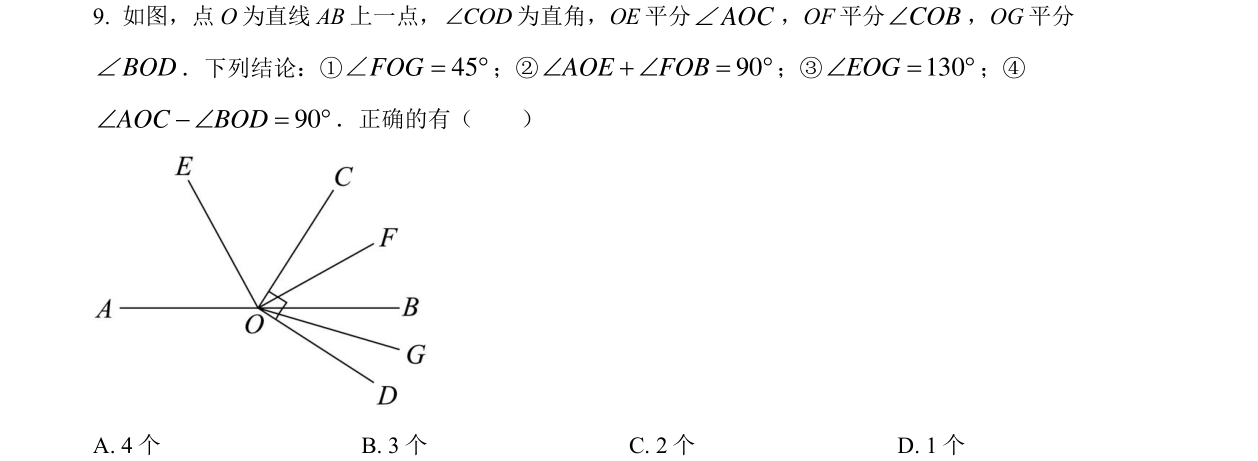 9. 如图，点 O 为直线 AB 上一点，∠COD 为直角，OE 平分∠AOC，OF 平分∠COB，OG 平分
∠BOD．下列结论：①∠FOG = 45°；②∠AOE + ∠FOB = 90°；③∠EOG = 130°；④
∠AOC − ∠BOD = 90°．正确的有（　　）
E
C
F
A
B
O
G
D
A. 4 个 B. 3 个 C. 2 个 D. 1 个